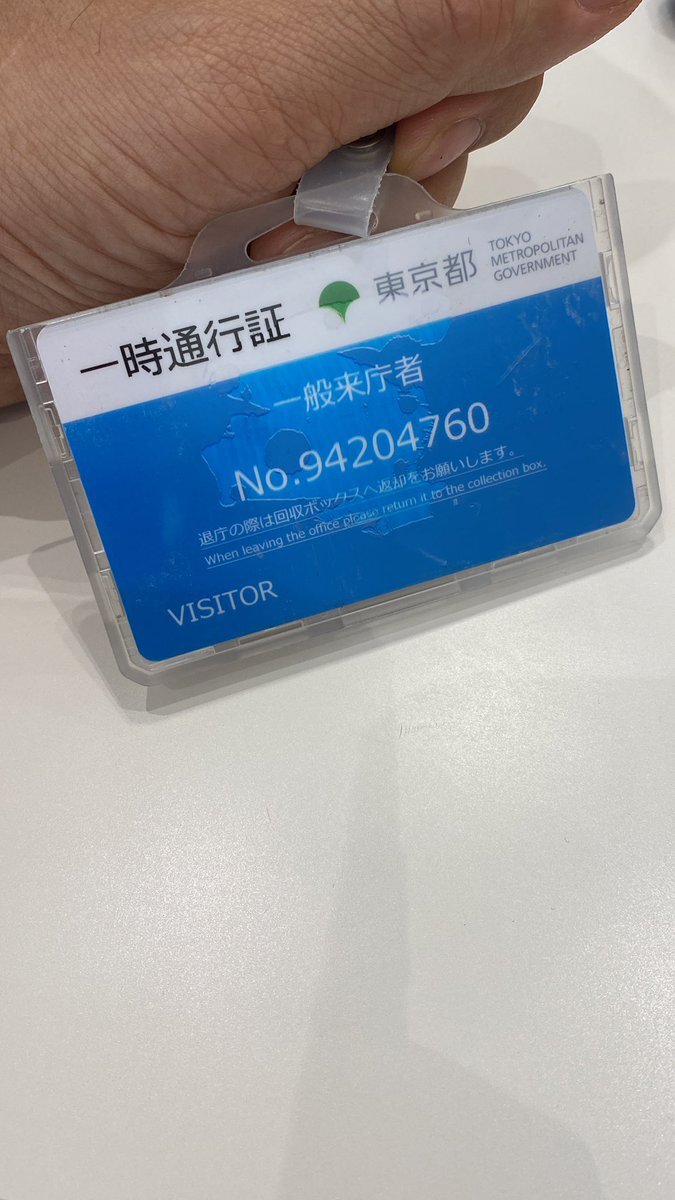 一時通行証
東京都
TOKYO
METROPOLITAN
GOVERNMENT
一般来庁者
No.94204760
退庁の際は回収ボックスへ返却をお願いします。
When leaving the office please return it to the collection box.
VISITOR